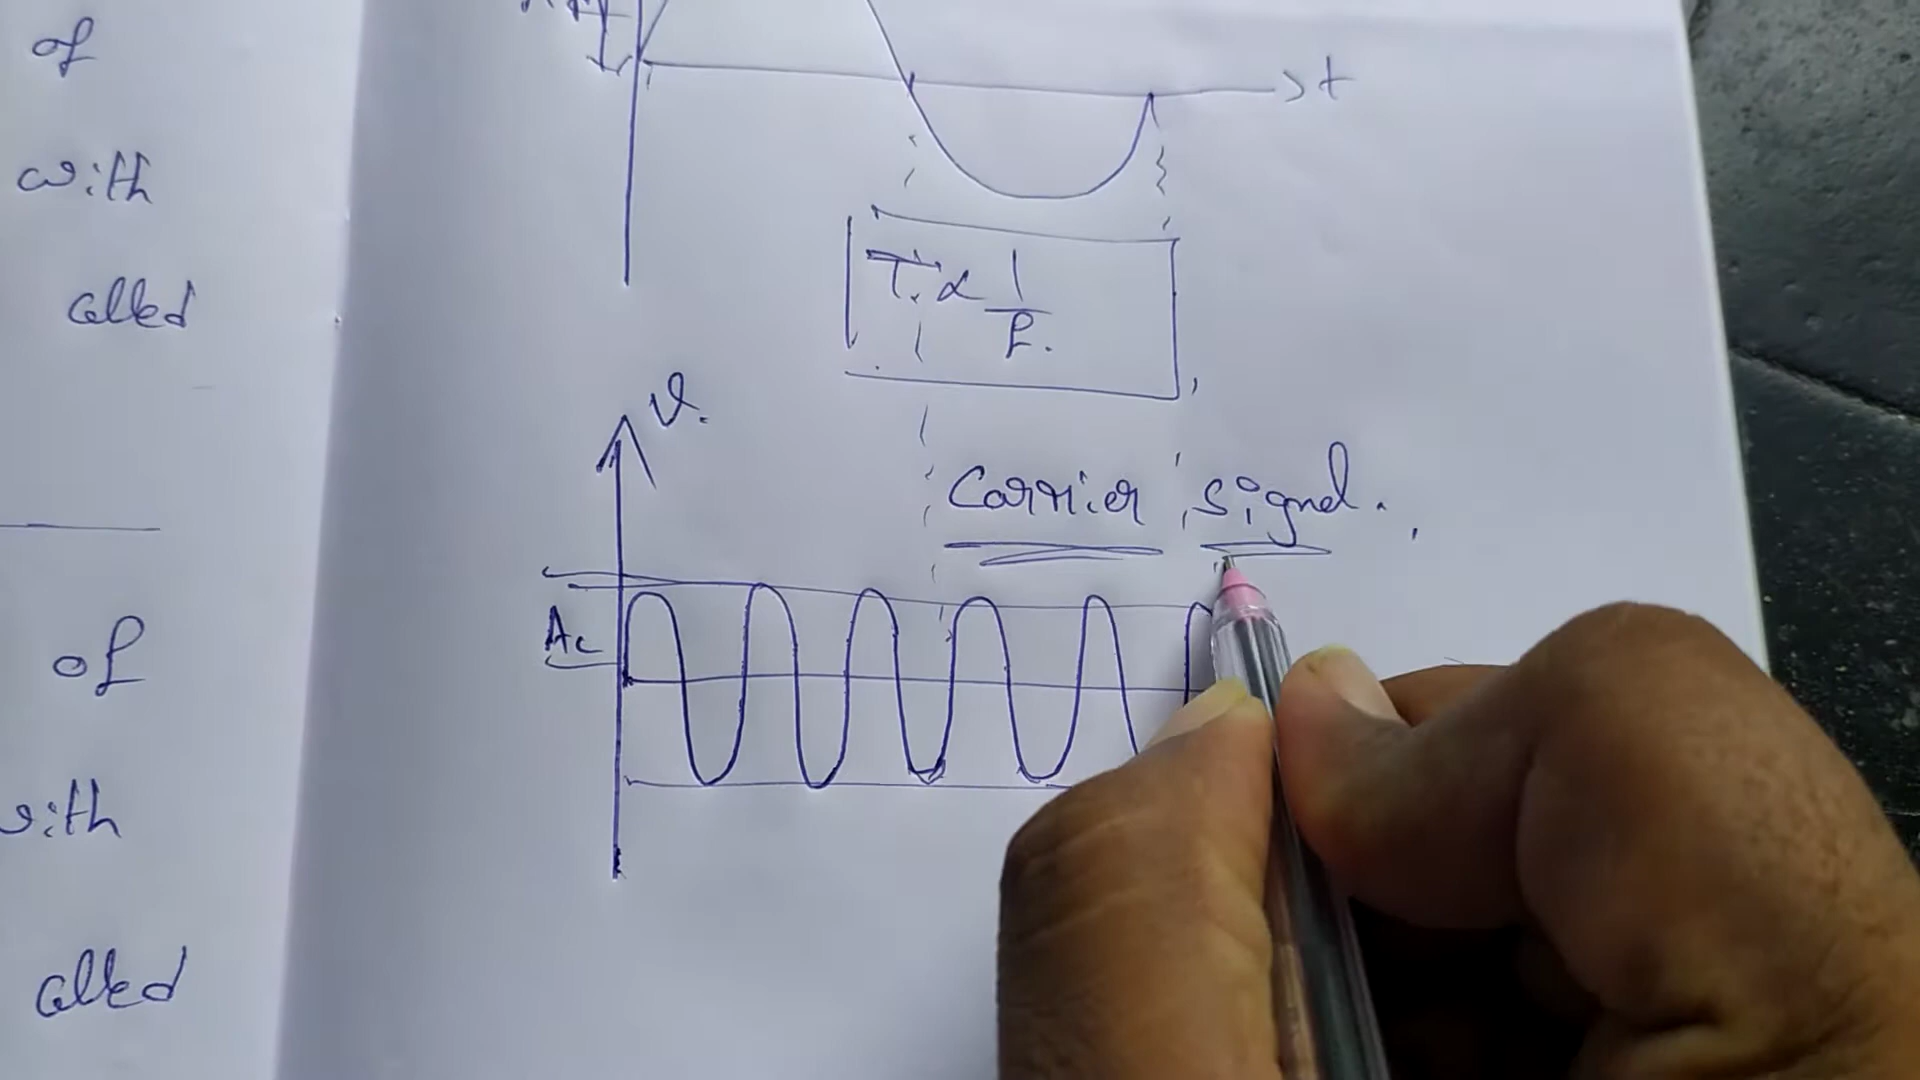 of
with
called
of
with
called
> t
T ∝ 1/f.
v.
Carrier signal.
Ac